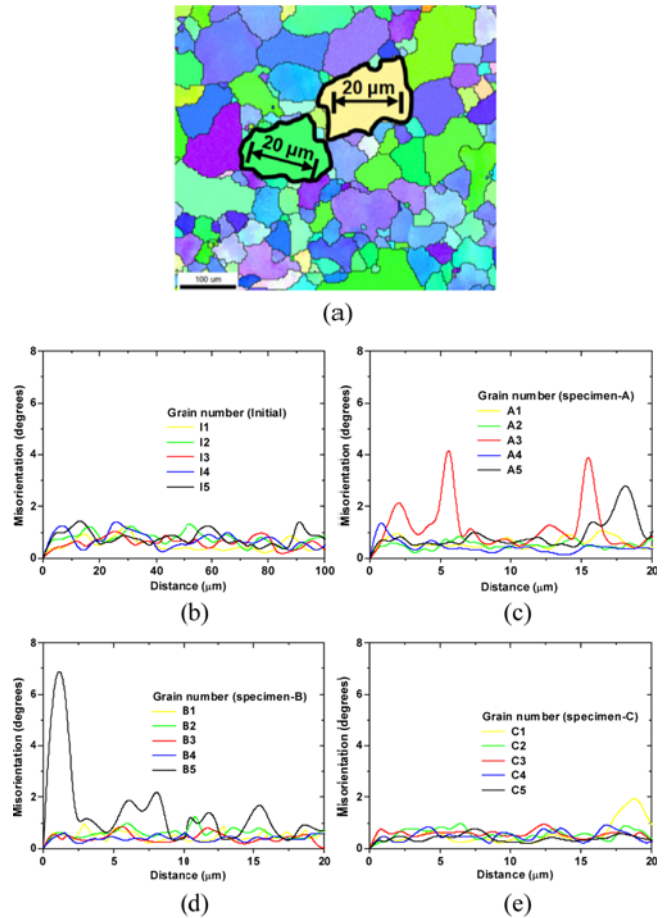 20 μm
20 μm
100 um
(a)
8
6
4
2
0
Misorientation (degrees)
Grain number (Initial)
I1
I2
I3
I4
I5
0 20 40 60 80 100
Distance (μm)
(b)
8
6
4
2
0
Misorientation (degrees)
Grain number (specimen-A)
A1
A2
A3
A4
A5
0 5 10 15 20
Distance (μm)
(c)
8
6
4
2
0
Misorientation (degrees)
Grain number (specimen-B)
B1
B2
B3
B4
B5
0 5 10 15 20
Distance (μm)
(d)
8
6
4
2
0
Misorientation (degrees)
Grain number (specimen-C)
C1
C2
C3
C4
C5
0 5 10 15 20
Distance (μm)
(e)